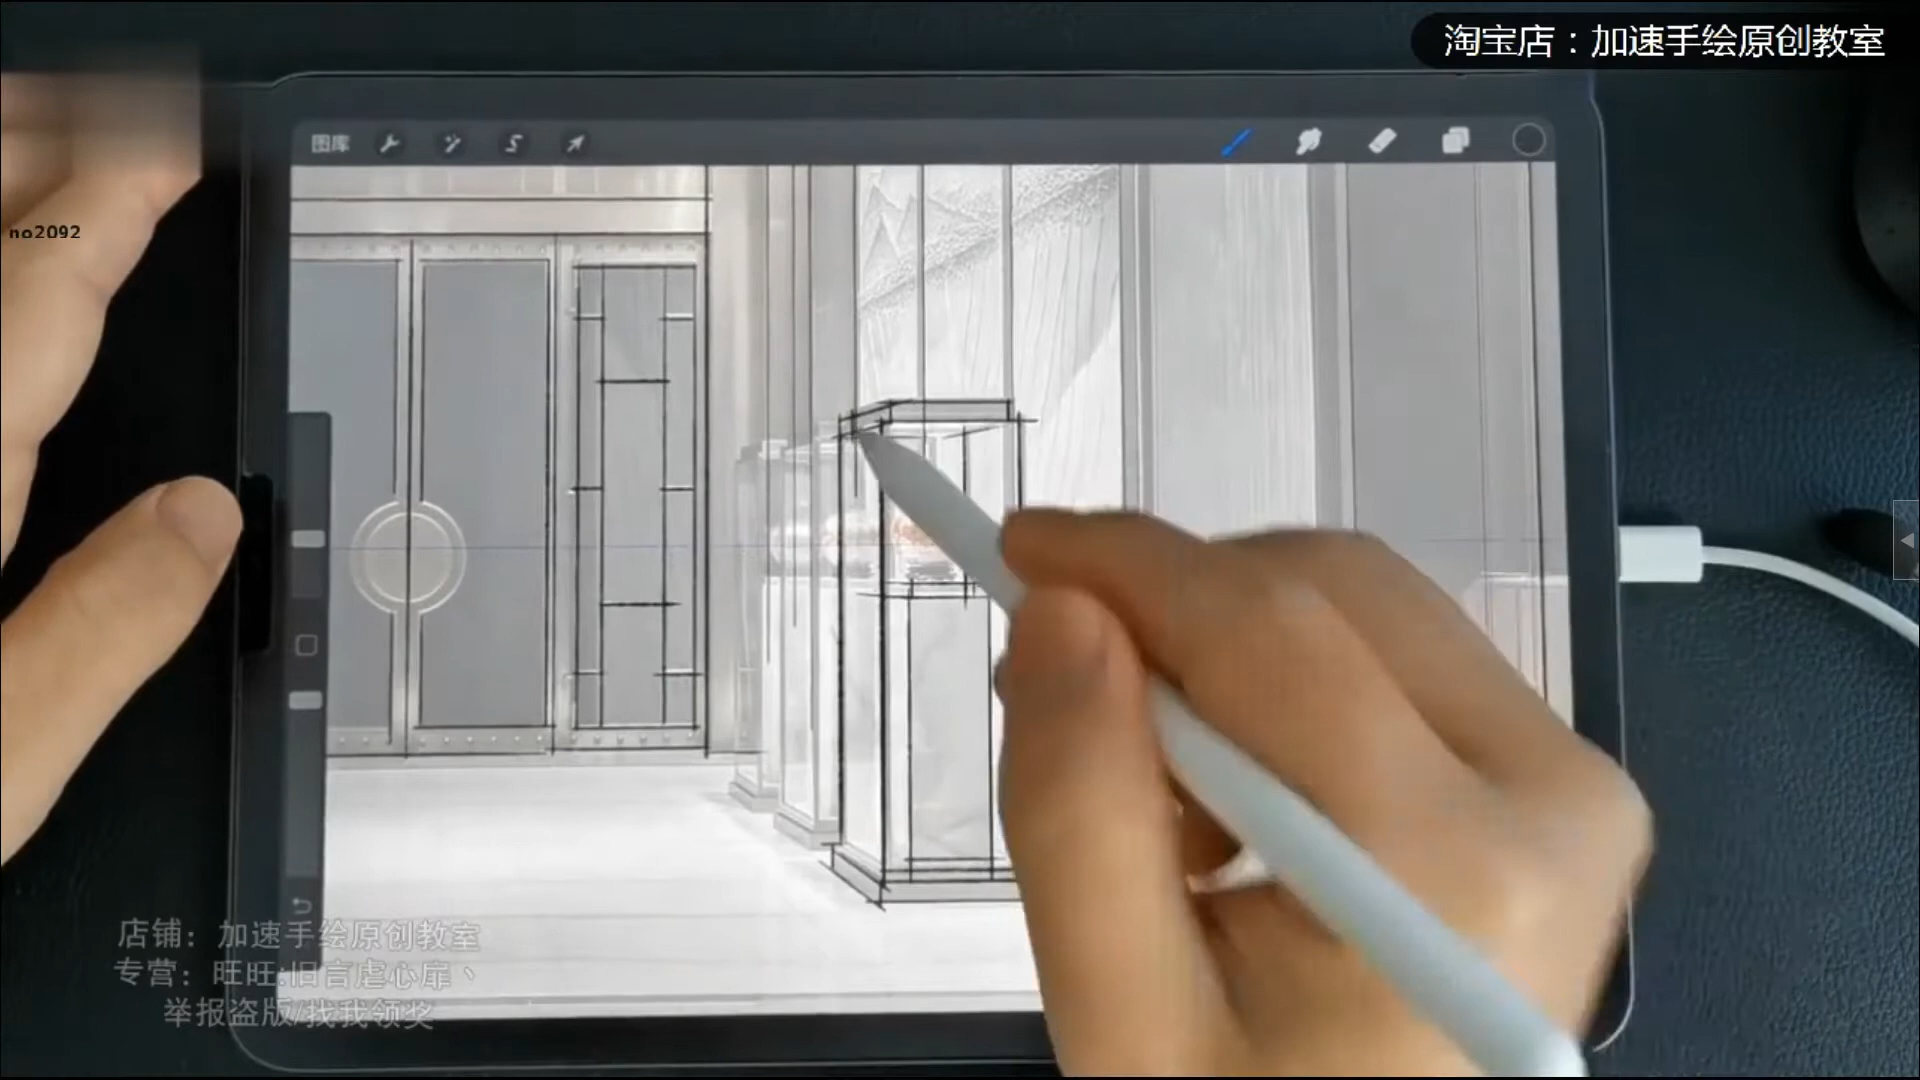 淘宝店：加速手绘原创教室
图库
no2092
店铺：加速手绘原创教室
专营：旺旺:旧言虐心扉丶
举报盗版/找我领奖